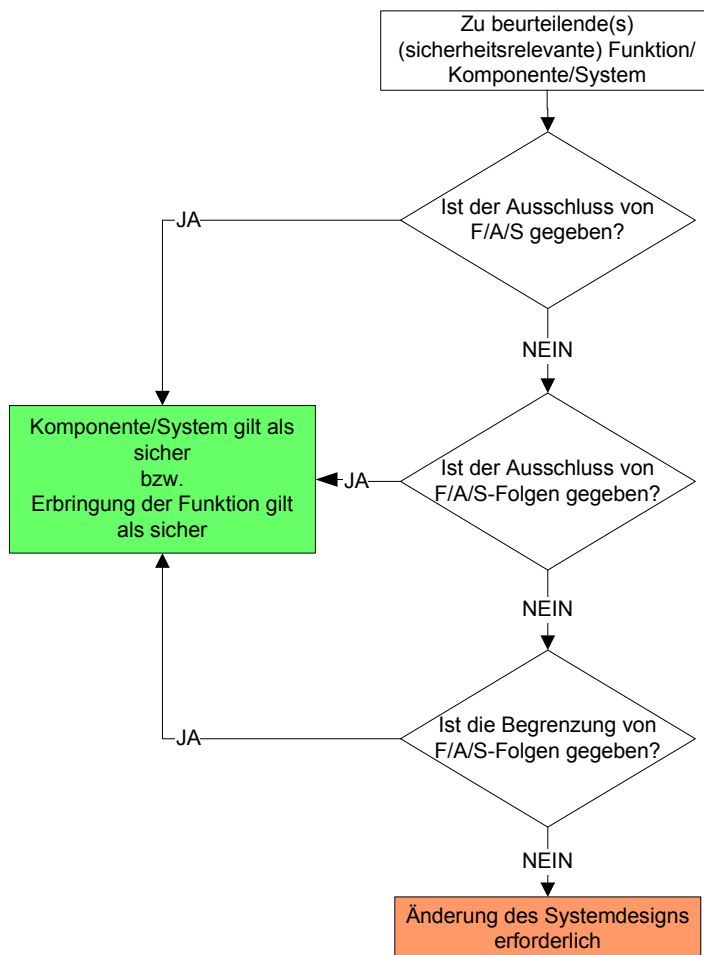 Zu beurteilende(s)
(sicherheitsrelevante) Funktion/
Komponente/System
Ist der Ausschluss von
F/A/S gegeben?
JA
NEIN
Komponente/System gilt als
sicher
bzw.
Erbringung der Funktion gilt
als sicher
JA
Ist der Ausschluss von
F/A/S-Folgen gegeben?
NEIN
Ist die Begrenzung von
F/A/S-Folgen gegeben?
JA
NEIN
Änderung des Systemdesigns
erforderlich